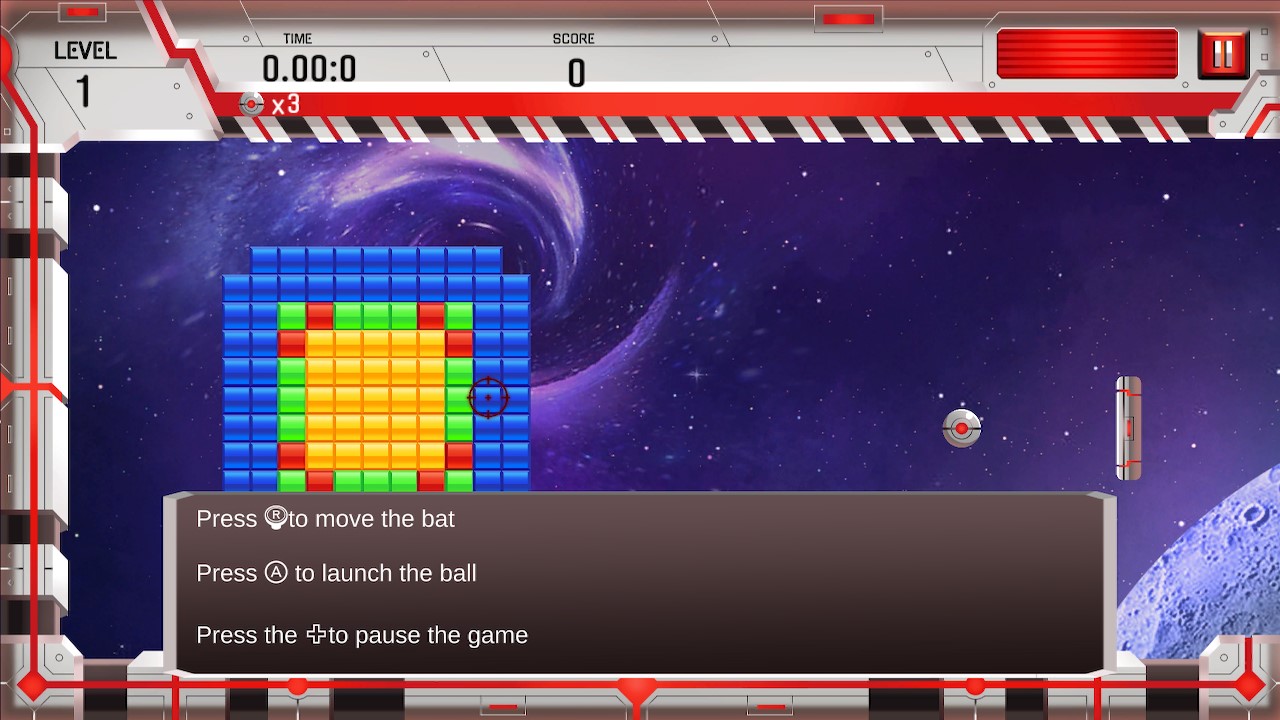 LEVEL
1
TIME
0.00:0
SCORE
0
x3
Press Ⓡto move the bat
Press Ⓐ to launch the ball
Press the ✚to pause the game